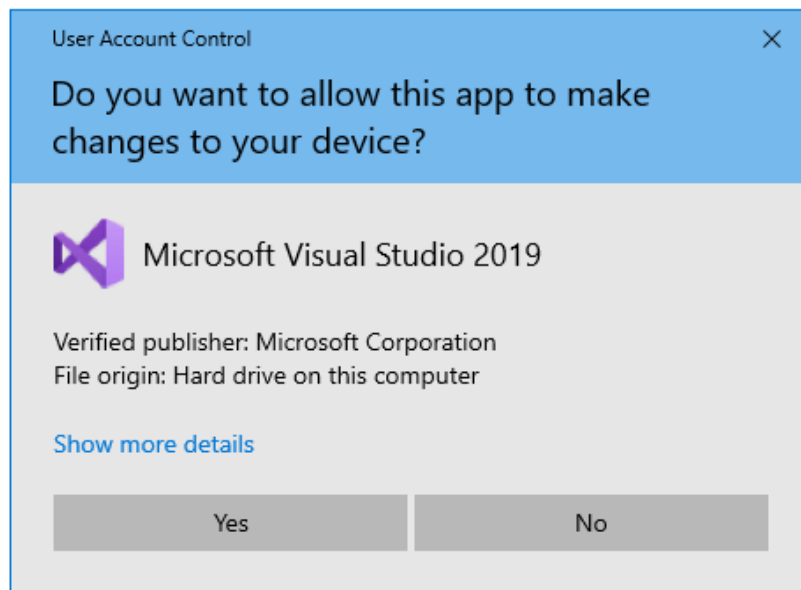 User Account Control
Do you want to allow this app to make
changes to your device?
Microsoft Visual Studio 2019
Verified publisher: Microsoft Corporation
File origin: Hard drive on this computer
Show more details
Yes
No